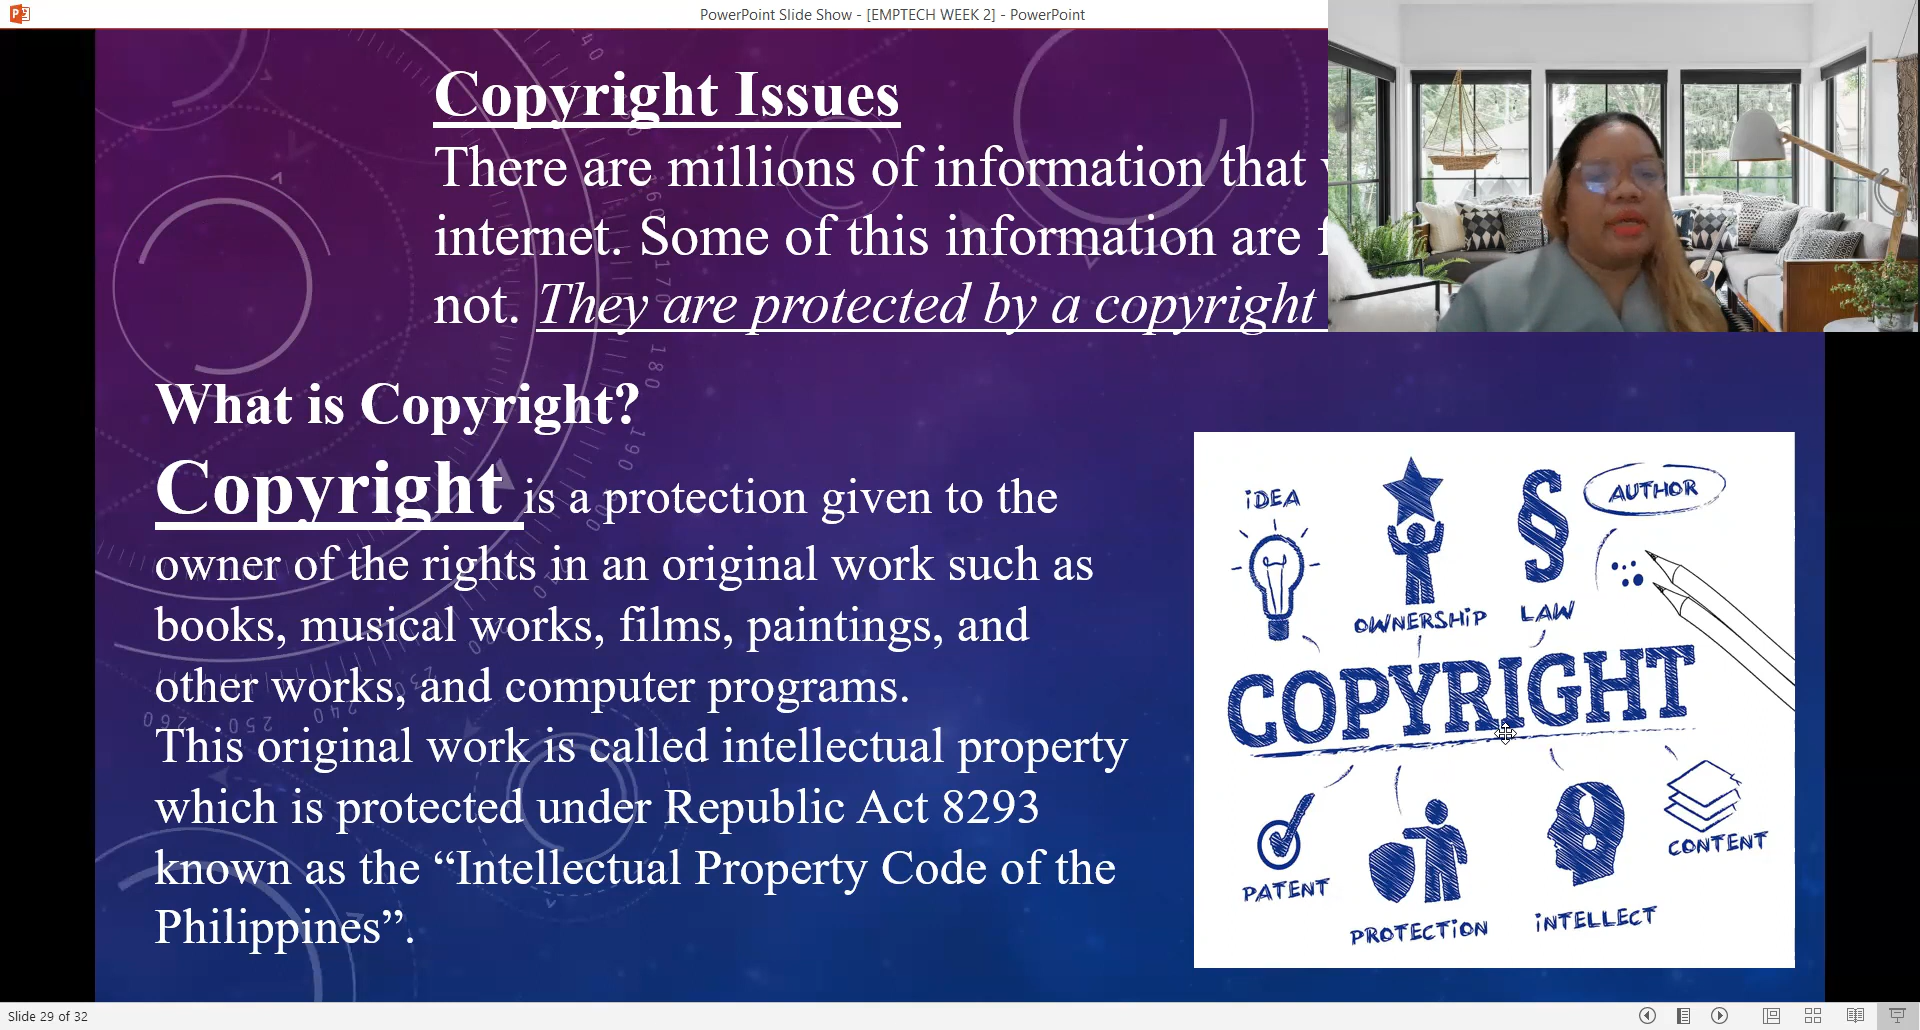 PowerPoint Slide Show - [EMPTECH WEEK 2] - PowerPoint
Copyright Issues
There are millions of information that
internet. Some of this information are
not. They are protected by a copyright
What is Copyright?
Copyright is a protection given to the
owner of the rights in an original work such as
books, musical works, films, paintings, and
other works, and computer programs.
This original work is called intellectual property
which is protected under Republic Act 8293
known as the “Intellectual Property Code of the
Philippines”.
iDEA
OWNERSHiP
LAW
AUTHOR
COPYRIGHT
PATENT
PROTECTiON
iNTELLECT
CONTENT
Slide 29 of 32